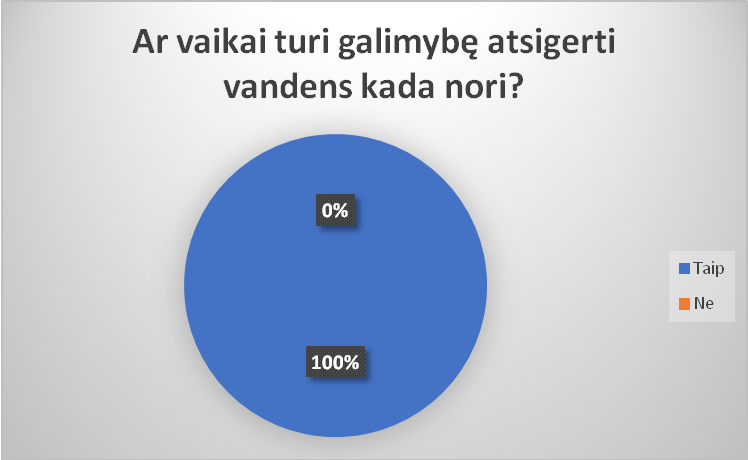 Ar vaikai turi galimybę atsigerti
vandens kada nori?
0%
100%
Taip
Ne